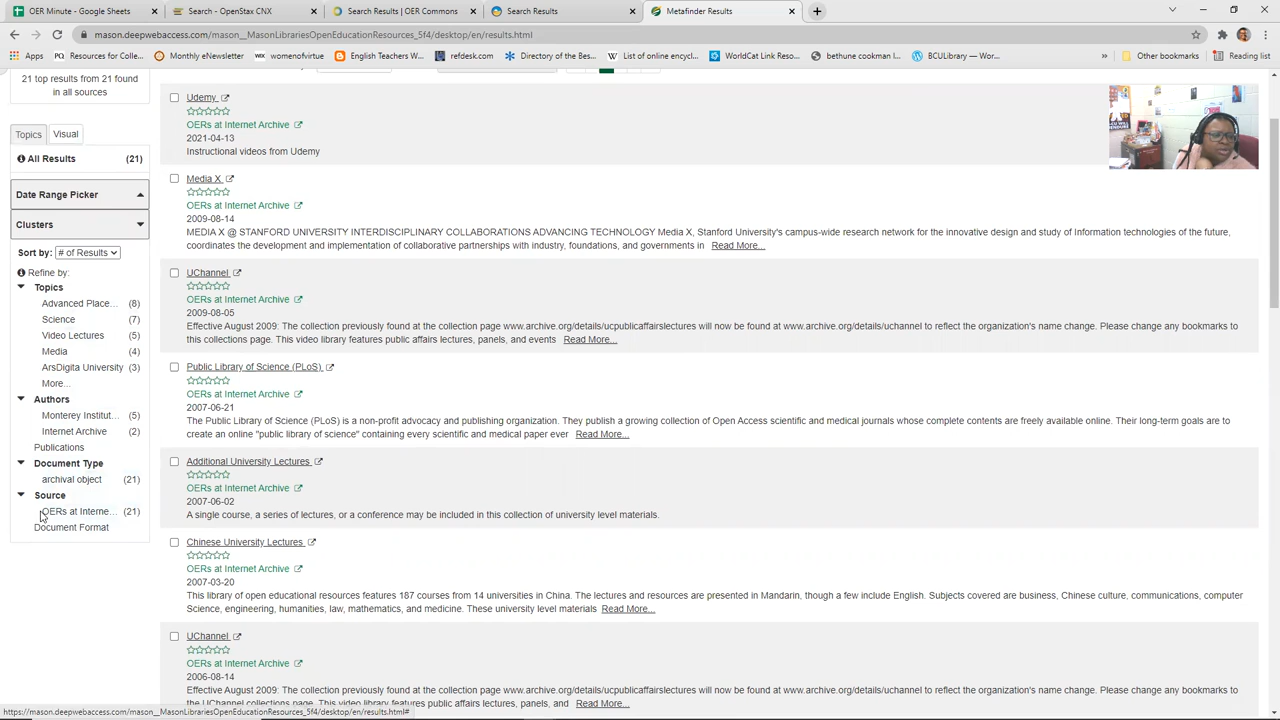 OER Minute - Google Sheets
Search - OpenStax CNX
Search Results | OER Commons
Search Results
Metafinder Results
mason.deepwebaccess.com/mason__MasonLibrariesOpenEducationResources_5f4/desktop/en/results.html
Apps
Resources for Colle...
Monthly eNewsletter
womenofvirtue
English Teachers W...
refdesk.com
Directory of the Bes...
List of online encycl...
WorldCat Link Reso...
bethune cookman l...
BCULibrary — Wor...
Other bookmarks
Reading list
21 top results from 21 found
in all sources
Topics
Visual
All Results (21)
Date Range Picker
Clusters
Sort by: # of Results
Refine by:
Topics
Advanced Place... (8)
Science (7)
Video Lectures (5)
Media (4)
ArsDigita University (3)
More...
Authors
Monterey Institut... (5)
Internet Archive (2)
Publications
Document Type
archival object (21)
Source
OERs at Interne... (21)
Document Format
Udemy
OERs at Internet Archive
2021-04-13
Instructional videos from Udemy
Media X
OERs at Internet Archive
2009-08-14
MEDIA X @ STANFORD UNIVERSITY INTERDISCIPLINARY COLLABORATIONS ADVANCING TECHNOLOGY Media X, Stanford University's campus-wide research network for the innovative design and study of Information technologies of the future,
coordinates the development and implementation of collaborative partnerships with industry, foundations, and governments in Read More...
UChannel
OERs at Internet Archive
2009-08-05
Effective August 2009: The collection previously found at the collection page www.archive.org/details/ucpublicaffairslectures will now be found at www.archive.org/details/uchannel to reflect the organization's name change. Please change any bookmarks to
this collections page. This video library features public affairs lectures, panels, and events Read More...
Public Library of Science (PLoS)
OERs at Internet Archive
2007-06-21
The Public Library of Science (PLoS) is a non-profit advocacy and publishing organization. They publish a growing collection of Open Access scientific and medical journals whose complete contents are freely available online. Their long-term goals are to
create an online "public library of science" containing every scientific and medical paper ever Read More...
Additional University Lectures
OERs at Internet Archive
2007-06-02
A single course, a series of lectures, or a conference may be included in this collection of university level materials.
Chinese University Lectures
OERs at Internet Archive
2007-03-20
This library of open educational resources features 187 courses from 14 universities in China. The lectures and resources are presented in Mandarin, though a few include English. Subjects covered are business, Chinese culture, communications, computer
Science, engineering, humanities, law, mathematics, and medicine. These university level materials Read More...
UChannel
OERs at Internet Archive
2006-08-14
Effective August 2009: The collection previously found at the collection page www.archive.org/details/ucpublicaffairslectures will now be found at www.archive.org/details/uchannel to reflect the organization's name change. Please change any bookmarks to
the UChannel collections page. This video library features public affairs lectures, panels, and Read More...
https://mason.deepwebaccess.com/mason__MasonLibrariesOpenEducationResources_5f4/desktop/en/results.html#